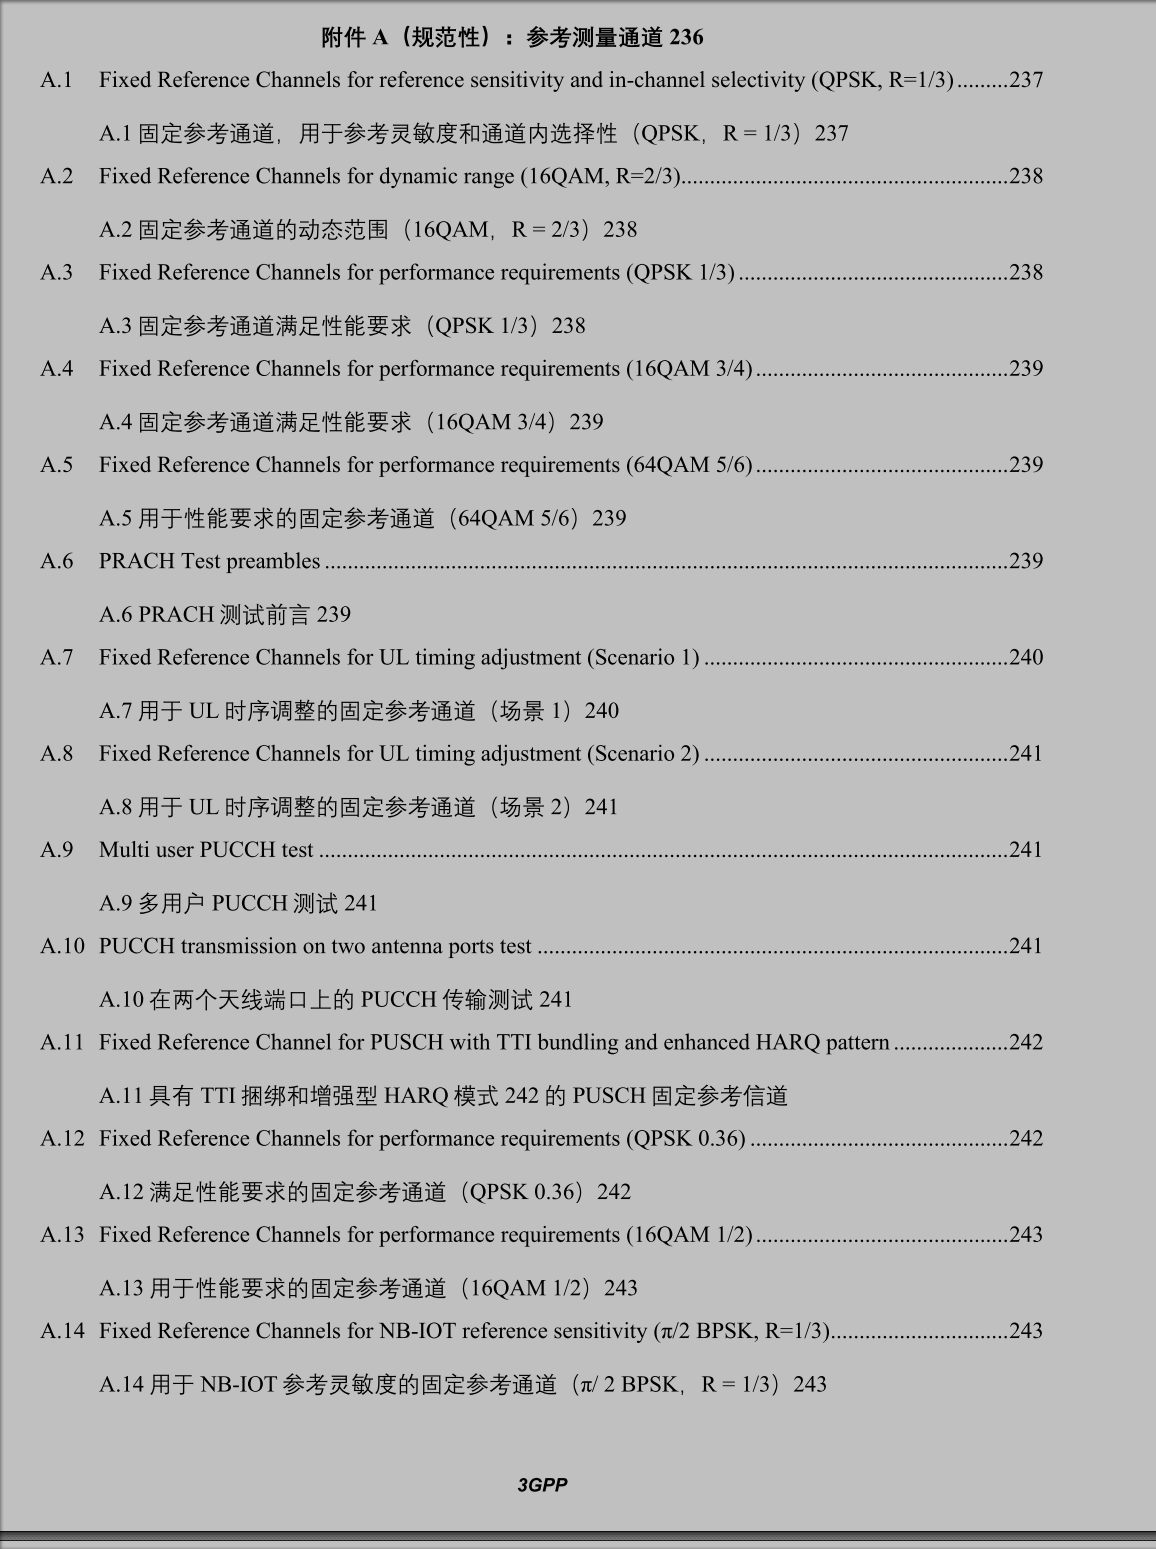 附件 A（规范性）：参考测量通道 236
A.1 Fixed Reference Channels for reference sensitivity and in-channel selectivity (QPSK, R=1/3).........237
A.1 固定参考通道，用于参考灵敏度和通道内选择性（QPSK，R = 1/3）237
A.2 Fixed Reference Channels for dynamic range (16QAM, R=2/3)........................................................238
A.2 固定参考通道的动态范围（16QAM，R = 2/3）238
A.3 Fixed Reference Channels for performance requirements (QPSK 1/3)..............................................238
A.3 固定参考通道满足性能要求（QPSK 1/3）238
A.4 Fixed Reference Channels for performance requirements (16QAM 3/4)...........................................239
A.4 固定参考通道满足性能要求（16QAM 3/4）239
A.5 Fixed Reference Channels for performance requirements (64QAM 5/6)...........................................239
A.5 用于性能要求的固定参考通道（64QAM 5/6）239
A.6 PRACH Test preambles......................................................................................................................239
A.6 PRACH 测试前言 239
A.7 Fixed Reference Channels for UL timing adjustment (Scenario 1)....................................................240
A.7 用于 UL 时序调整的固定参考通道（场景 1）240
A.8 Fixed Reference Channels for UL timing adjustment (Scenario 2)....................................................241
A.8 用于 UL 时序调整的固定参考通道（场景 2）241
A.9 Multi user PUCCH test.......................................................................................................................241
A.9 多用户 PUCCH 测试 241
A.10 PUCCH transmission on two antenna ports test.................................................................................241
A.10 在两个天线端口上的 PUCCH 传输测试 241
A.11 Fixed Reference Channel for PUSCH with TTI bundling and enhanced HARQ pattern....................242
A.11 具有 TTI 捆绑和增强型 HARQ 模式 242 的 PUSCH 固定参考信道
A.12 Fixed Reference Channels for performance requirements (QPSK 0.36)............................................242
A.12 满足性能要求的固定参考通道（QPSK 0.36）242
A.13 Fixed Reference Channels for performance requirements (16QAM 1/2)...........................................243
A.13 用于性能要求的固定参考通道（16QAM 1/2）243
A.14 Fixed Reference Channels for NB-IOT reference sensitivity (π/2 BPSK, R=1/3)..............................243
A.14 用于 NB-IOT 参考灵敏度的固定参考通道（π/ 2 BPSK，R = 1/3）243
3GPP